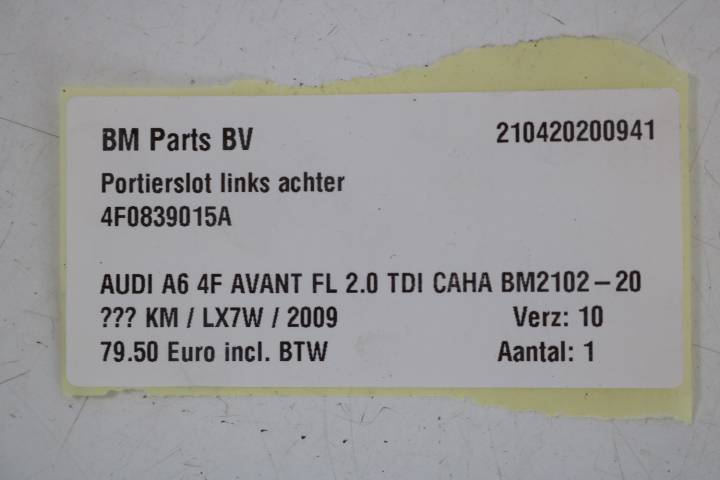 BM Parts BV 210420200941
Portierslot links achter
4F0839015A
AUDI A6 4F AVANT FL 2.0 TDI CAHA BM2102-20
??? KM / LX7W / 2009 Verz: 10
79.50 Euro incl. BTW Aantal: 1